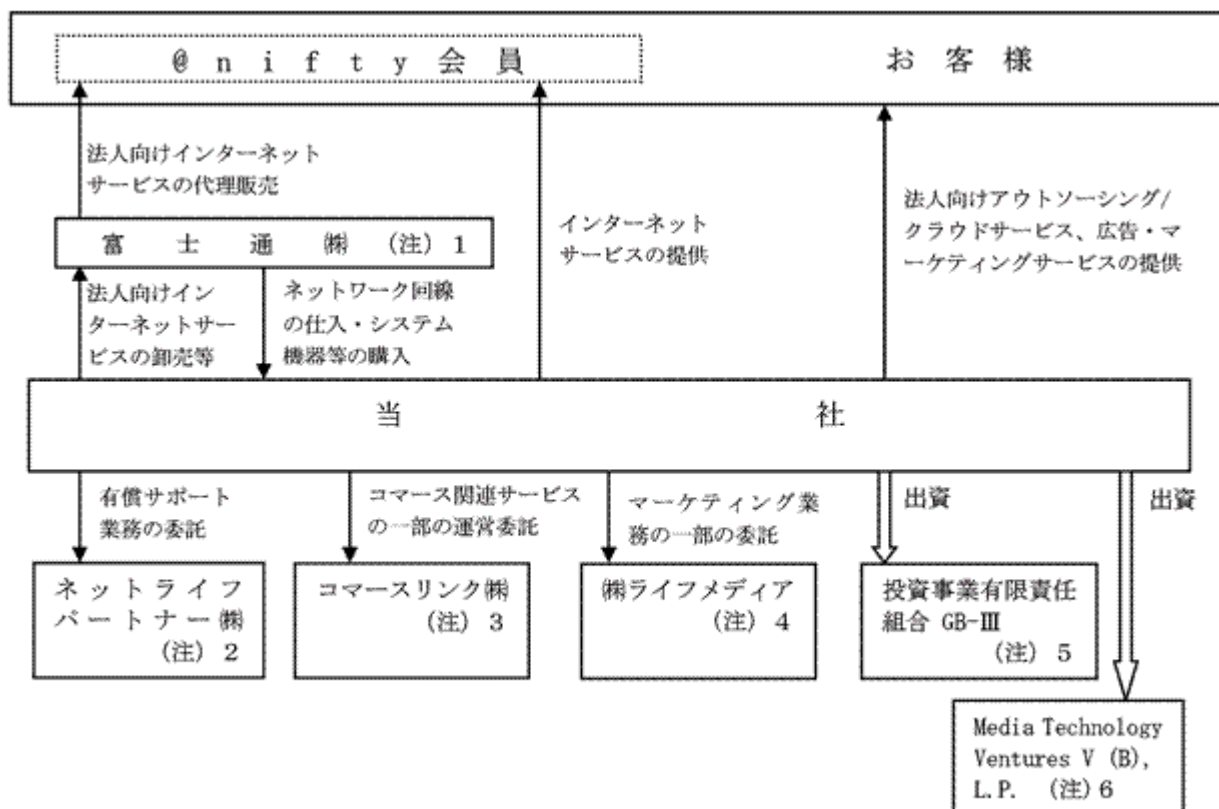 @nifty会員
お客様
法人向けインターネット
サービスの代理販売
富士通㈱ (注) 1
法人向けイン
ターネットサー
ビスの卸売等
ネットワーク回線
の仕入・システム
機器等の購入
インターネット
サービスの提供
法人向けアウトソーシング/
クラウドサービス、広告・マ
ーケティングサービスの提供
当社
有償サポート
業務の委託
コマース関連サービス
の一部の運営委託
マーケティング業
務の一部の委託
出資
出資
ネットライフ
パートナー㈱
(注) 2
コマースリンク㈱
(注) 3
㈱ライフメディア
(注) 4
投資事業有限責任
組合 GB-Ⅲ
(注) 5
Media Technology
Ventures V (B),
L.P. (注) 6